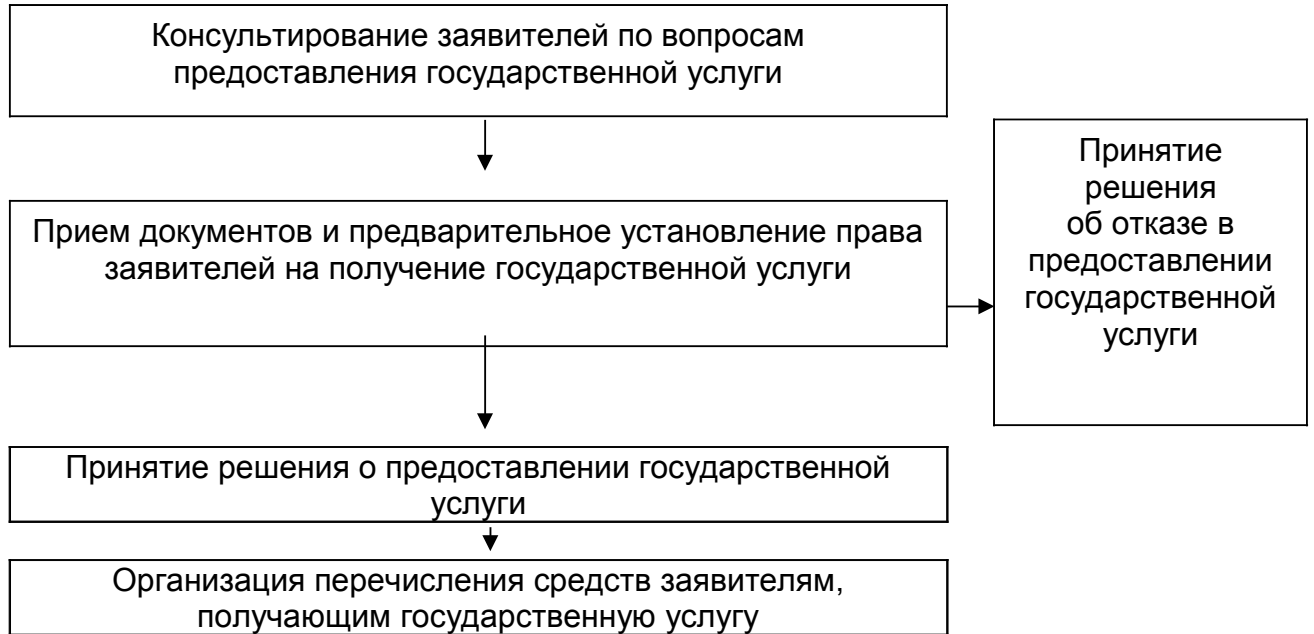 Консультирование заявителей по вопросам
предоставления государственной услуги
Прием документов и предварительное установление права
заявителей на получение государственной услуги
Принятие
решения
об отказе в
предоставлении
государственной
услуги
Принятие решения о предоставлении государственной
услуги
Организация перечисления средств заявителям,
получающим государственную услугу